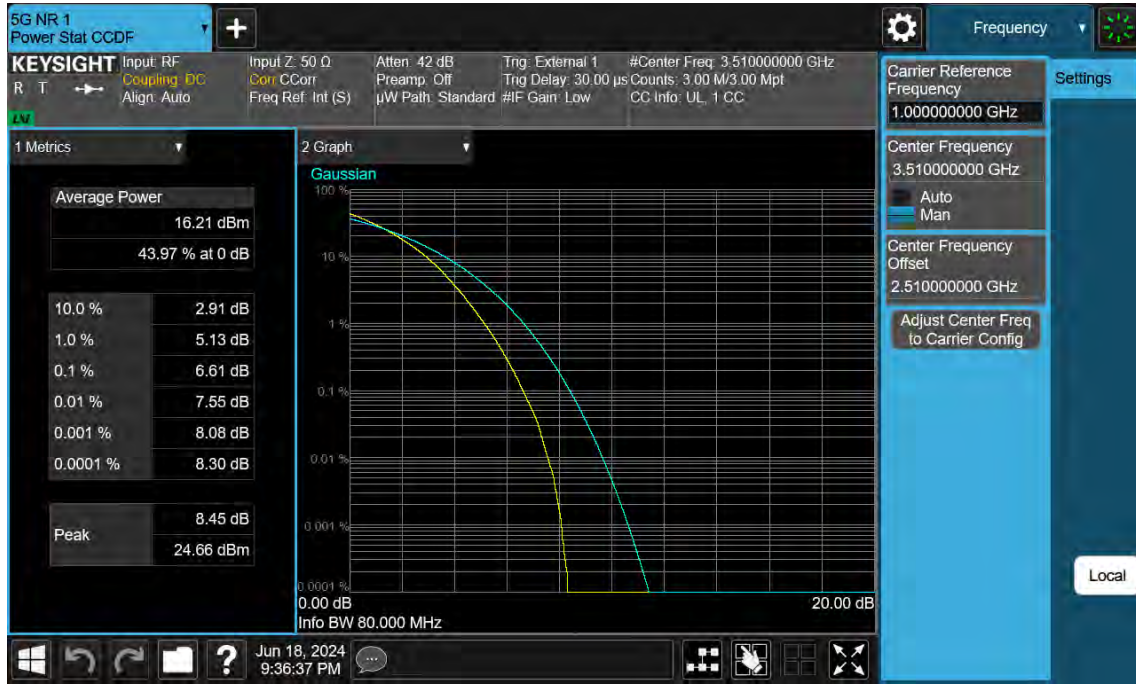 5G NR 1
Power Stat CCDF
Frequency
KEYSIGHT
R T
LXI
Input: RF
Coupling: DC
Align: Auto
Input Z: 50 Ω
Corr CCorr
Freq Ref: Int (S)
Atten: 42 dB
Preamp: Off
µW Path: Standard
Trig: External 1
Trig Delay: 30.00 µs
#IF Gain: Low
#Center Freq: 3.510000000 GHz
Counts: 3.00 M/3.00 Mpt
CC Info: UL, 1 CC
1 Metrics
Average Power
16.21 dBm
43.97 % at 0 dB
10.0 % 2.91 dB
1.0 % 5.13 dB
0.1 % 6.61 dB
0.01 % 7.55 dB
0.001 % 8.08 dB
0.0001 % 8.30 dB
Peak
8.45 dB
24.66 dBm
2 Graph
Gaussian
100 %
10 %
1 %
0.1 %
0.01 %
0.001 %
0.0001 %
0.00 dB
20.00 dB
Info BW 80.000 MHz
Carrier Reference
Frequency
1.000000000 GHz
Center Frequency
3.510000000 GHz
Auto
Man
Center Frequency
Offset
2.510000000 GHz
Adjust Center Freq
to Carrier Config
Settings
Local
?
Jun 18, 2024
9:36:37 PM